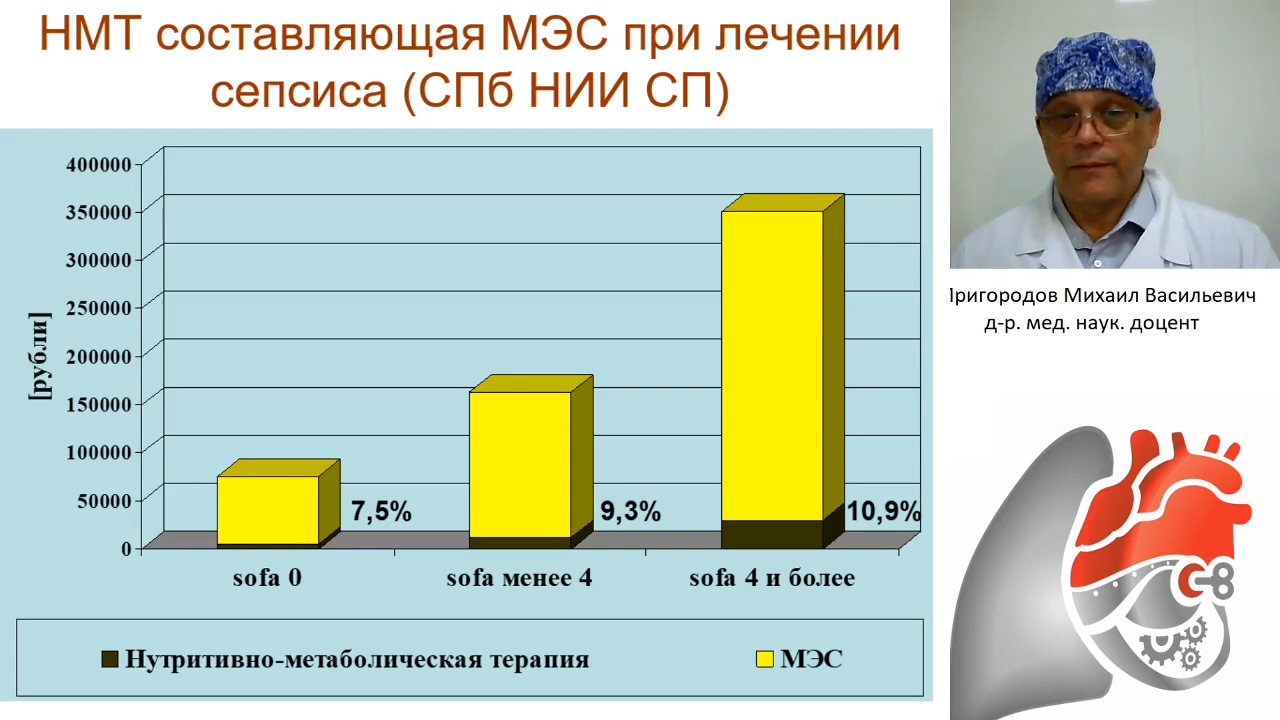 НМТ составляющая МЭС при лечении
сепсиса (СПб НИИ СП)
[рубли]
400000
350000
300000
250000
200000
150000
100000
50000
0
7,5%
9,3%
10,9%
sofa 0
sofa менее 4
sofa 4 и более
Нутритивно-метаболическая терапия
МЭС
Пригородов Михаил Васильевич
д-р. мед. наук. доцент